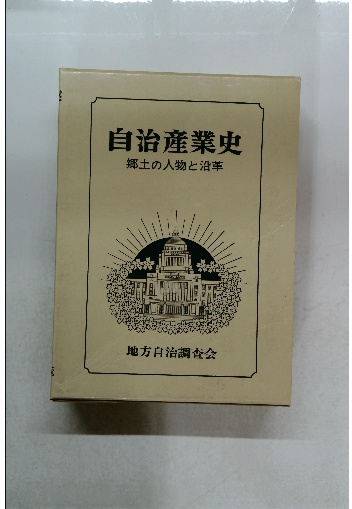 自治産業史
郷土の人物と沿革
地方自治調査会